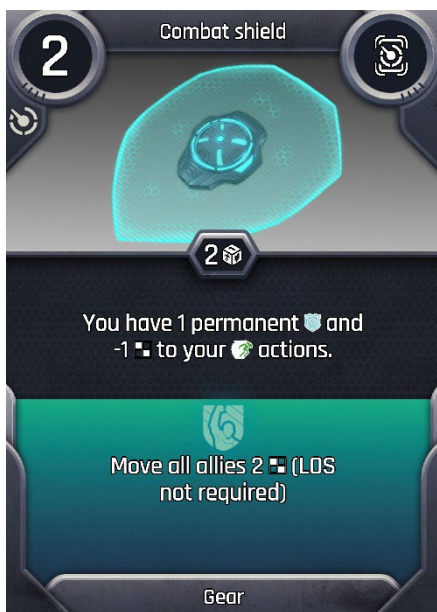 Combat shield
2
2
You have 1 permanent and
-1 to your actions.
Move all allies 2 (LOS
not required)
Gear